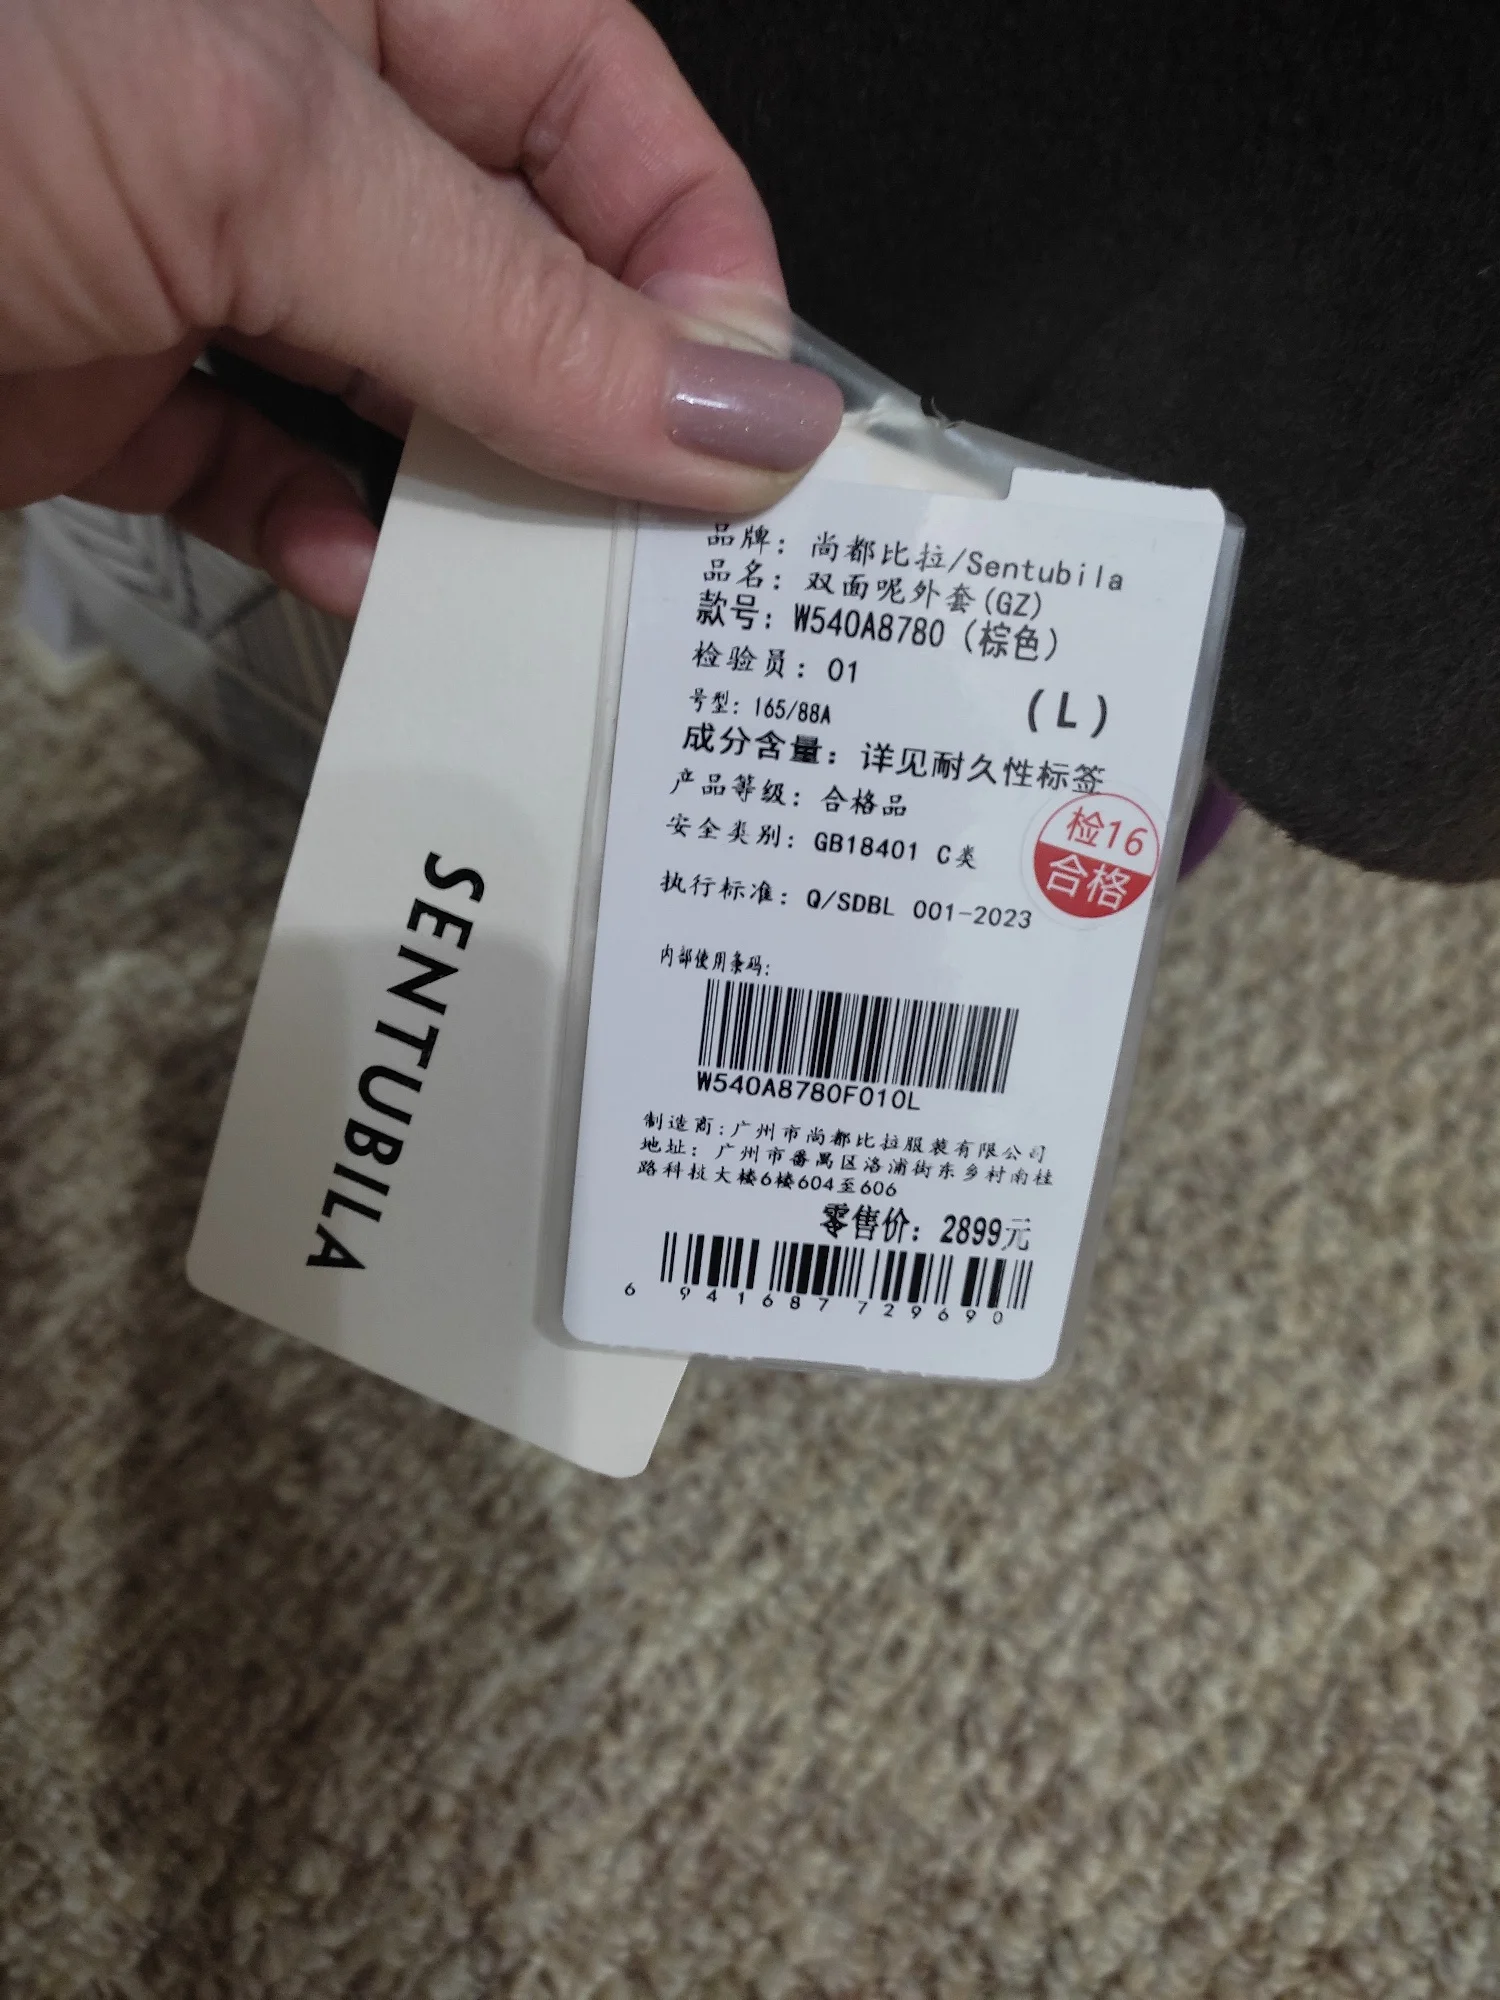 SENTUBILA
品牌：尚都比拉/Sentubila
品名：双面呢外套(GZ)
款号：W540A8780（棕色）
检验员：01
(L)
号型：165/88A
成分含量：详见耐久性标签
产品等级：合格品
安全类别：GB18401 C类
检16
合格
执行标准：Q/SDBL 001-2023
内部使用条码：
W540A8780F010L
制造商：广州市尚都比拉服装有限公司
地址：广州市番禺区洛浦街东乡村南桂
路科技大楼6楼604至606
零售价：2899元
6 941687 729690